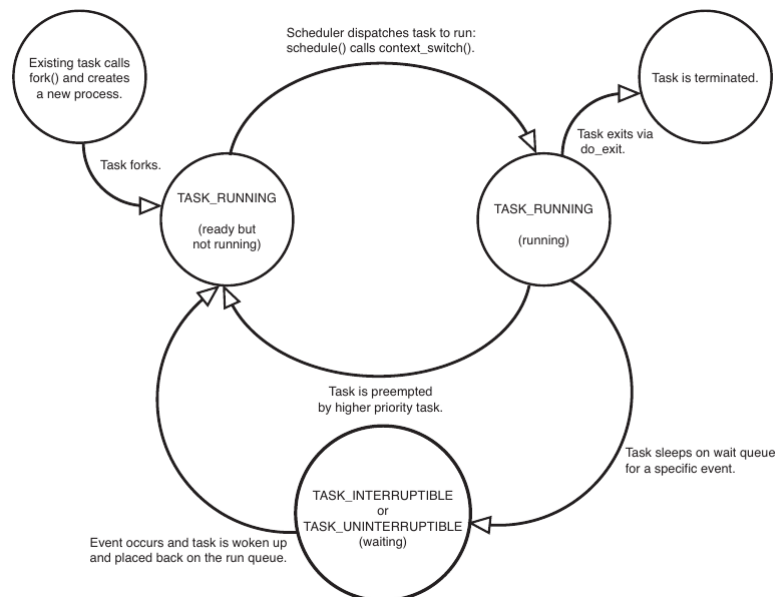 Scheduler dispatches task to run:
schedule() calls context_switch().
Existing task calls
fork() and creates
a new process.
Task is terminated.
Task exits via
do_exit.
Task forks.
TASK_RUNNING
(ready but
not running)
TASK_RUNNING
(running)
Task is preempted
by higher priority task.
Task sleeps on wait queue
for a specific event.
TASK_INTERRUPTIBLE
or
TASK_UNINTERRUPTIBLE
(waiting)
Event occurs and task is woken up
and placed back on the run queue.